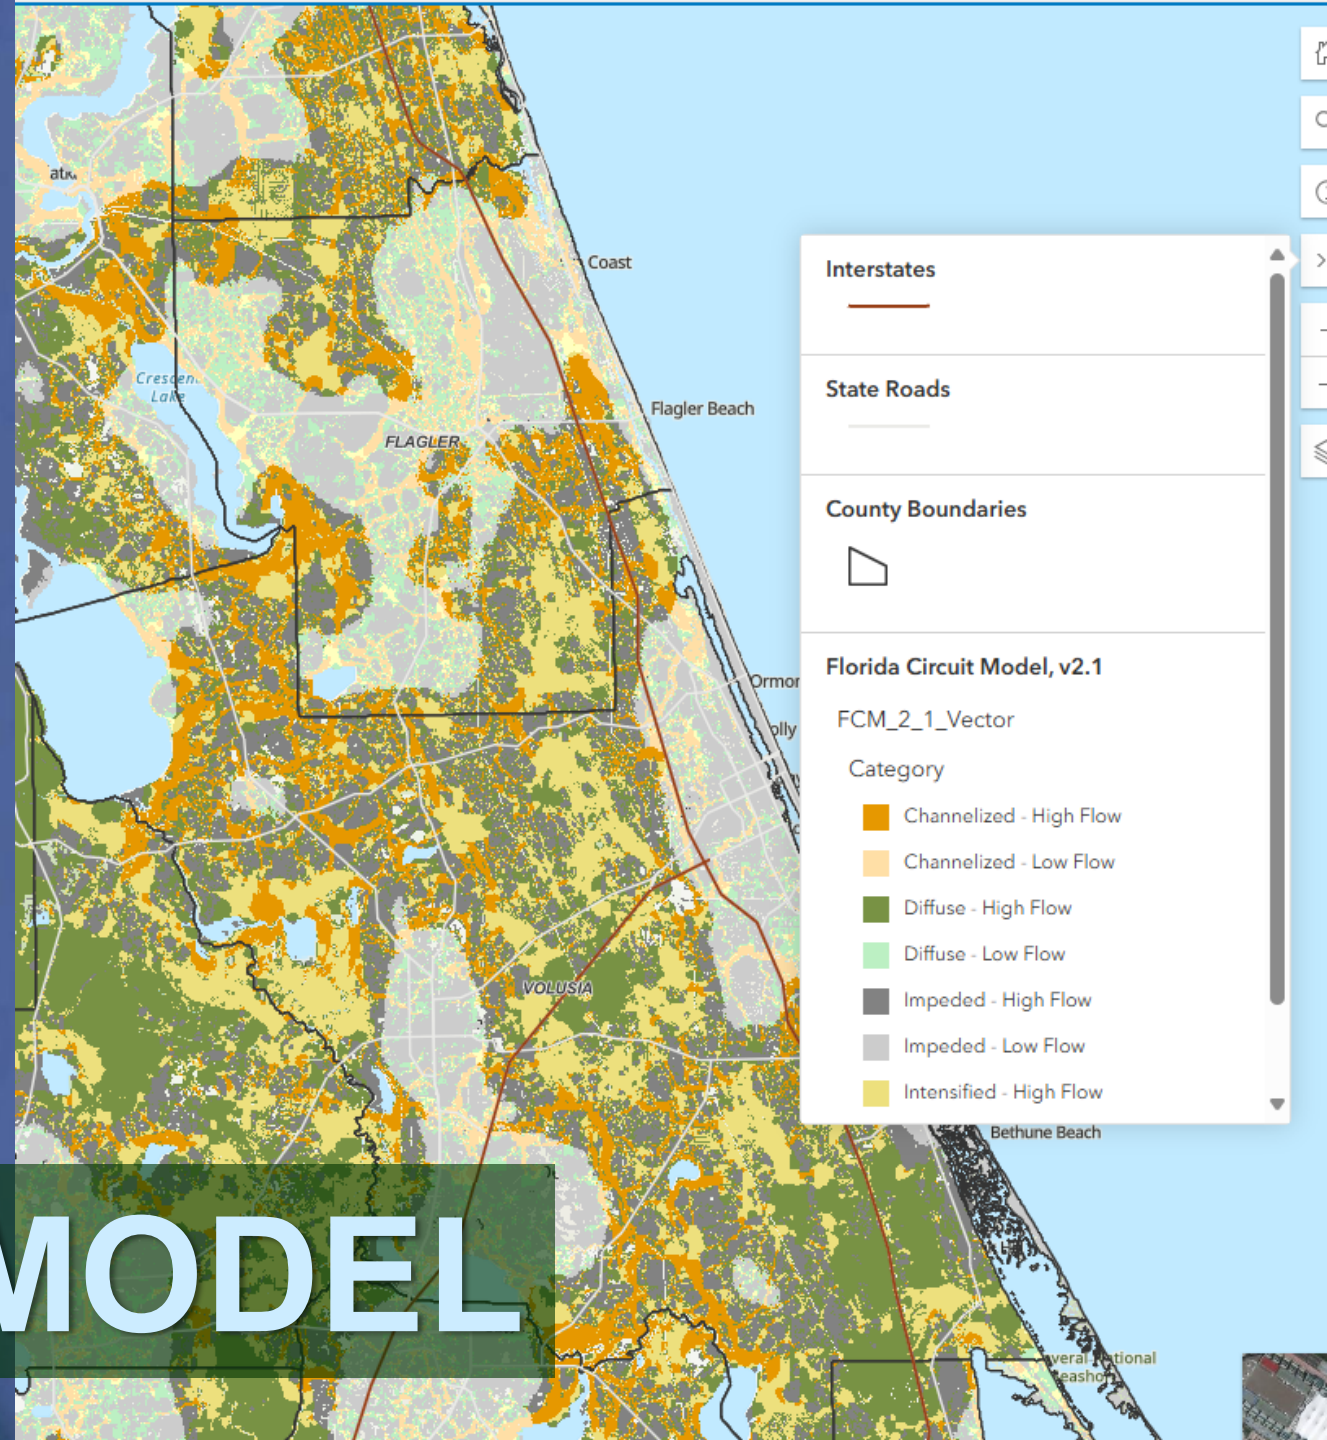 Coast
Crescent
Lake
Flagler Beach
FLAGLER
VOLUSIA
Bethune Beach
Interstates
State Roads
County Boundaries
Florida Circuit Model, v2.1
FCM_2_1_Vector
Category
Channelized - High Flow
Channelized - Low Flow
Diffuse - High Flow
Diffuse - Low Flow
Impeded - High Flow
Impeded - Low Flow
Intensified - High Flow
MODEL